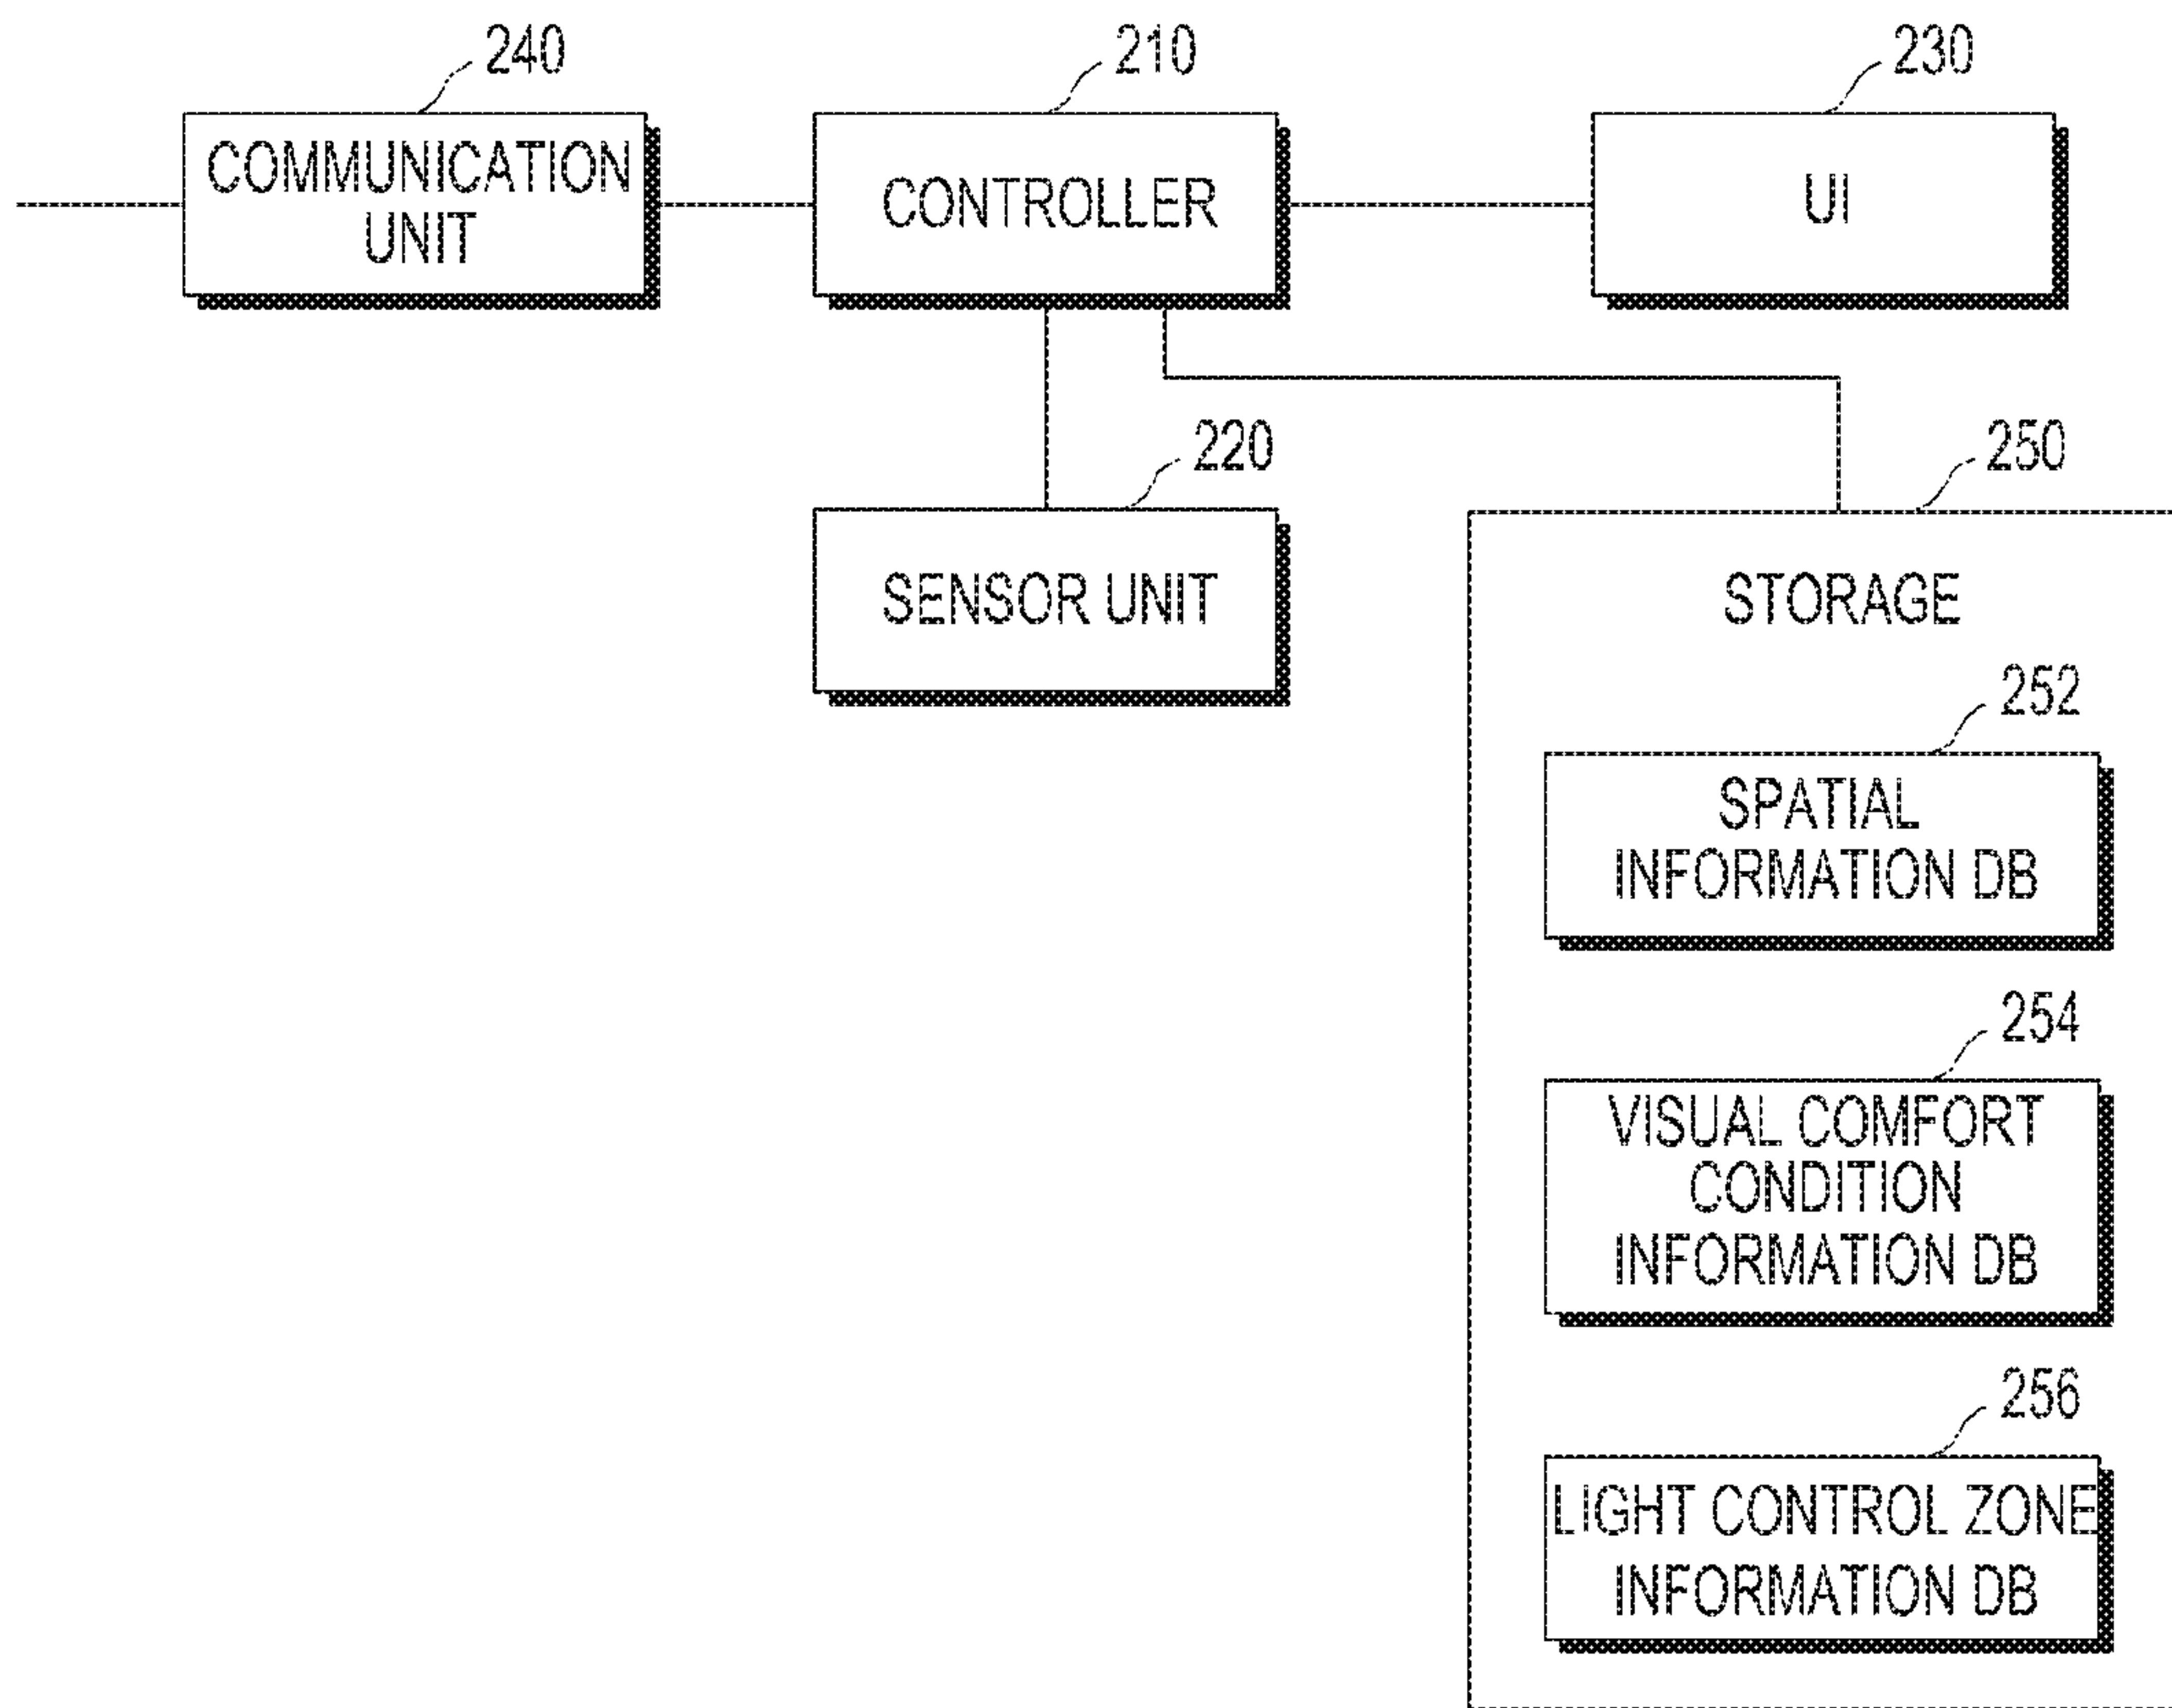 240
210
230
COMMUNICATION
UNIT
CONTROLLER
UI
220
250
SENSOR UNIT
STORAGE
252
SPATIAL
INFORMATION DB
254
VISUAL COMFORT
CONDITION
INFORMATION DB
256
LIGHT CONTROL ZONE
INFORMATION DB